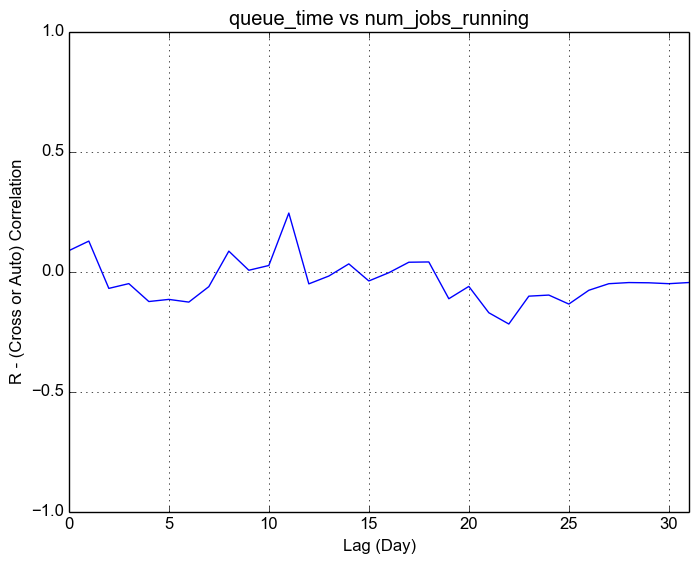 queue_time vs num_jobs_running
1.0
0.5
0.0
−0.5
−1.0
R - (Cross or Auto) Correlation
0 5 10 15 20 25 30
Lag (Day)